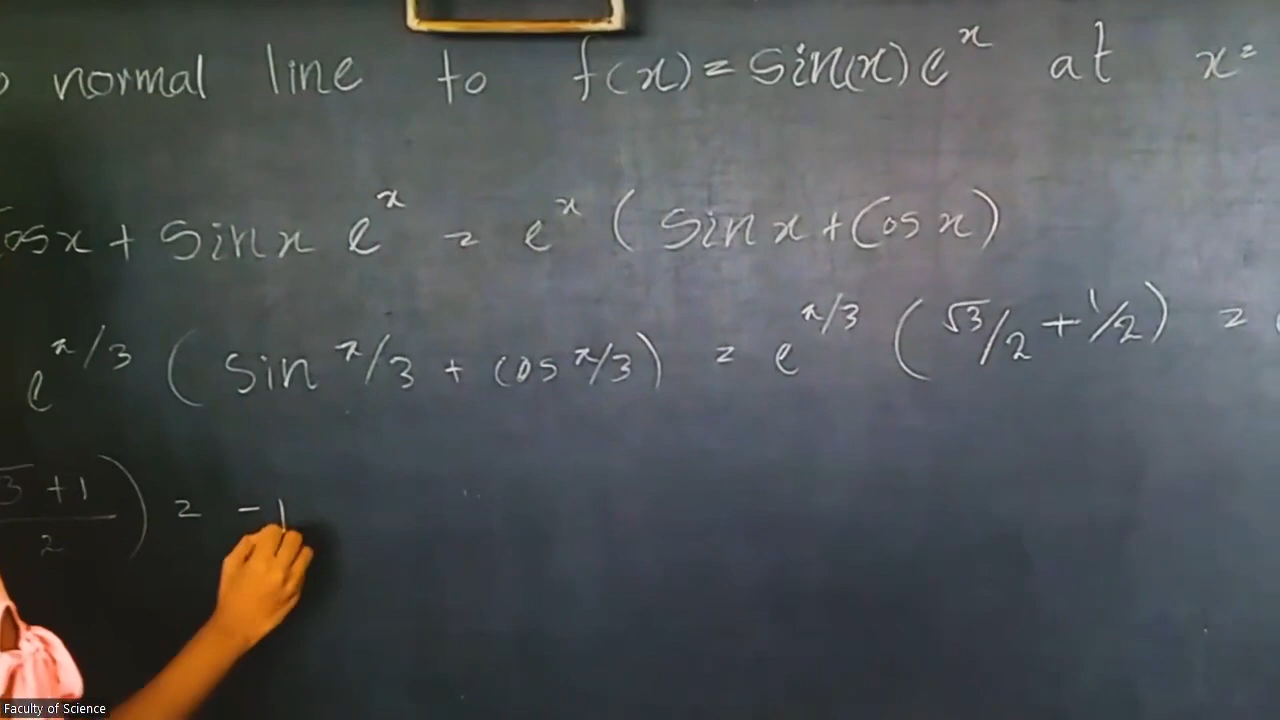 normal line to f(x) = sin(x) e^x at x =
cos x + sin x e^x = e^x ( sin x + cos x )
e^π/3 ( sin π/3 + cos π/3 ) = e^π/3 ( √3/2 + 1/2 ) =
√3 + 1 / 2 ) = -1
Faculty of Science